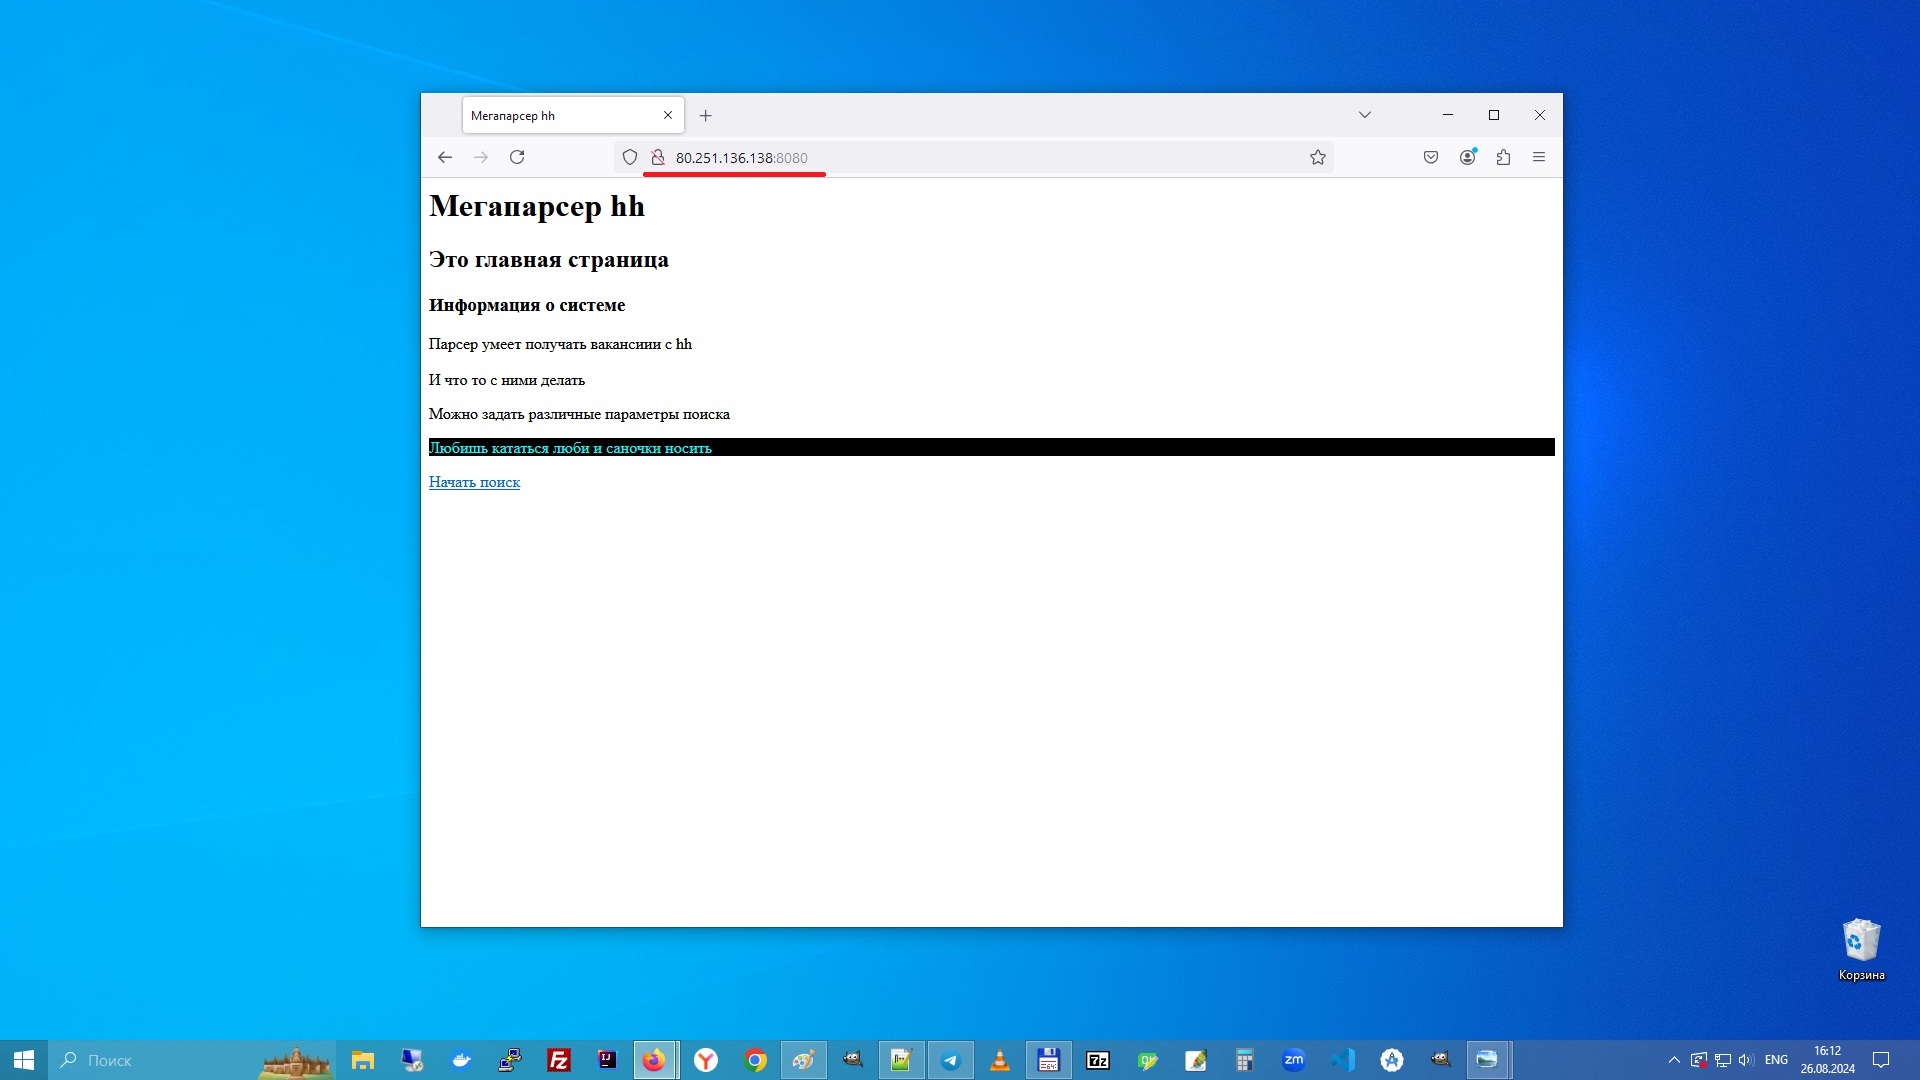 Мегапарсер hh
80.251.136.138:8080
Мегапарсер hh
Это главная страница
Информация о системе
Парсер умеет получать вакансиии с hh
И что то с ними делать
Можно задать различные параметры поиска
Любишь кататься люби и саночки носить
Начать поиск
Корзина
Поиск
ENG
16:12
26.08.2024